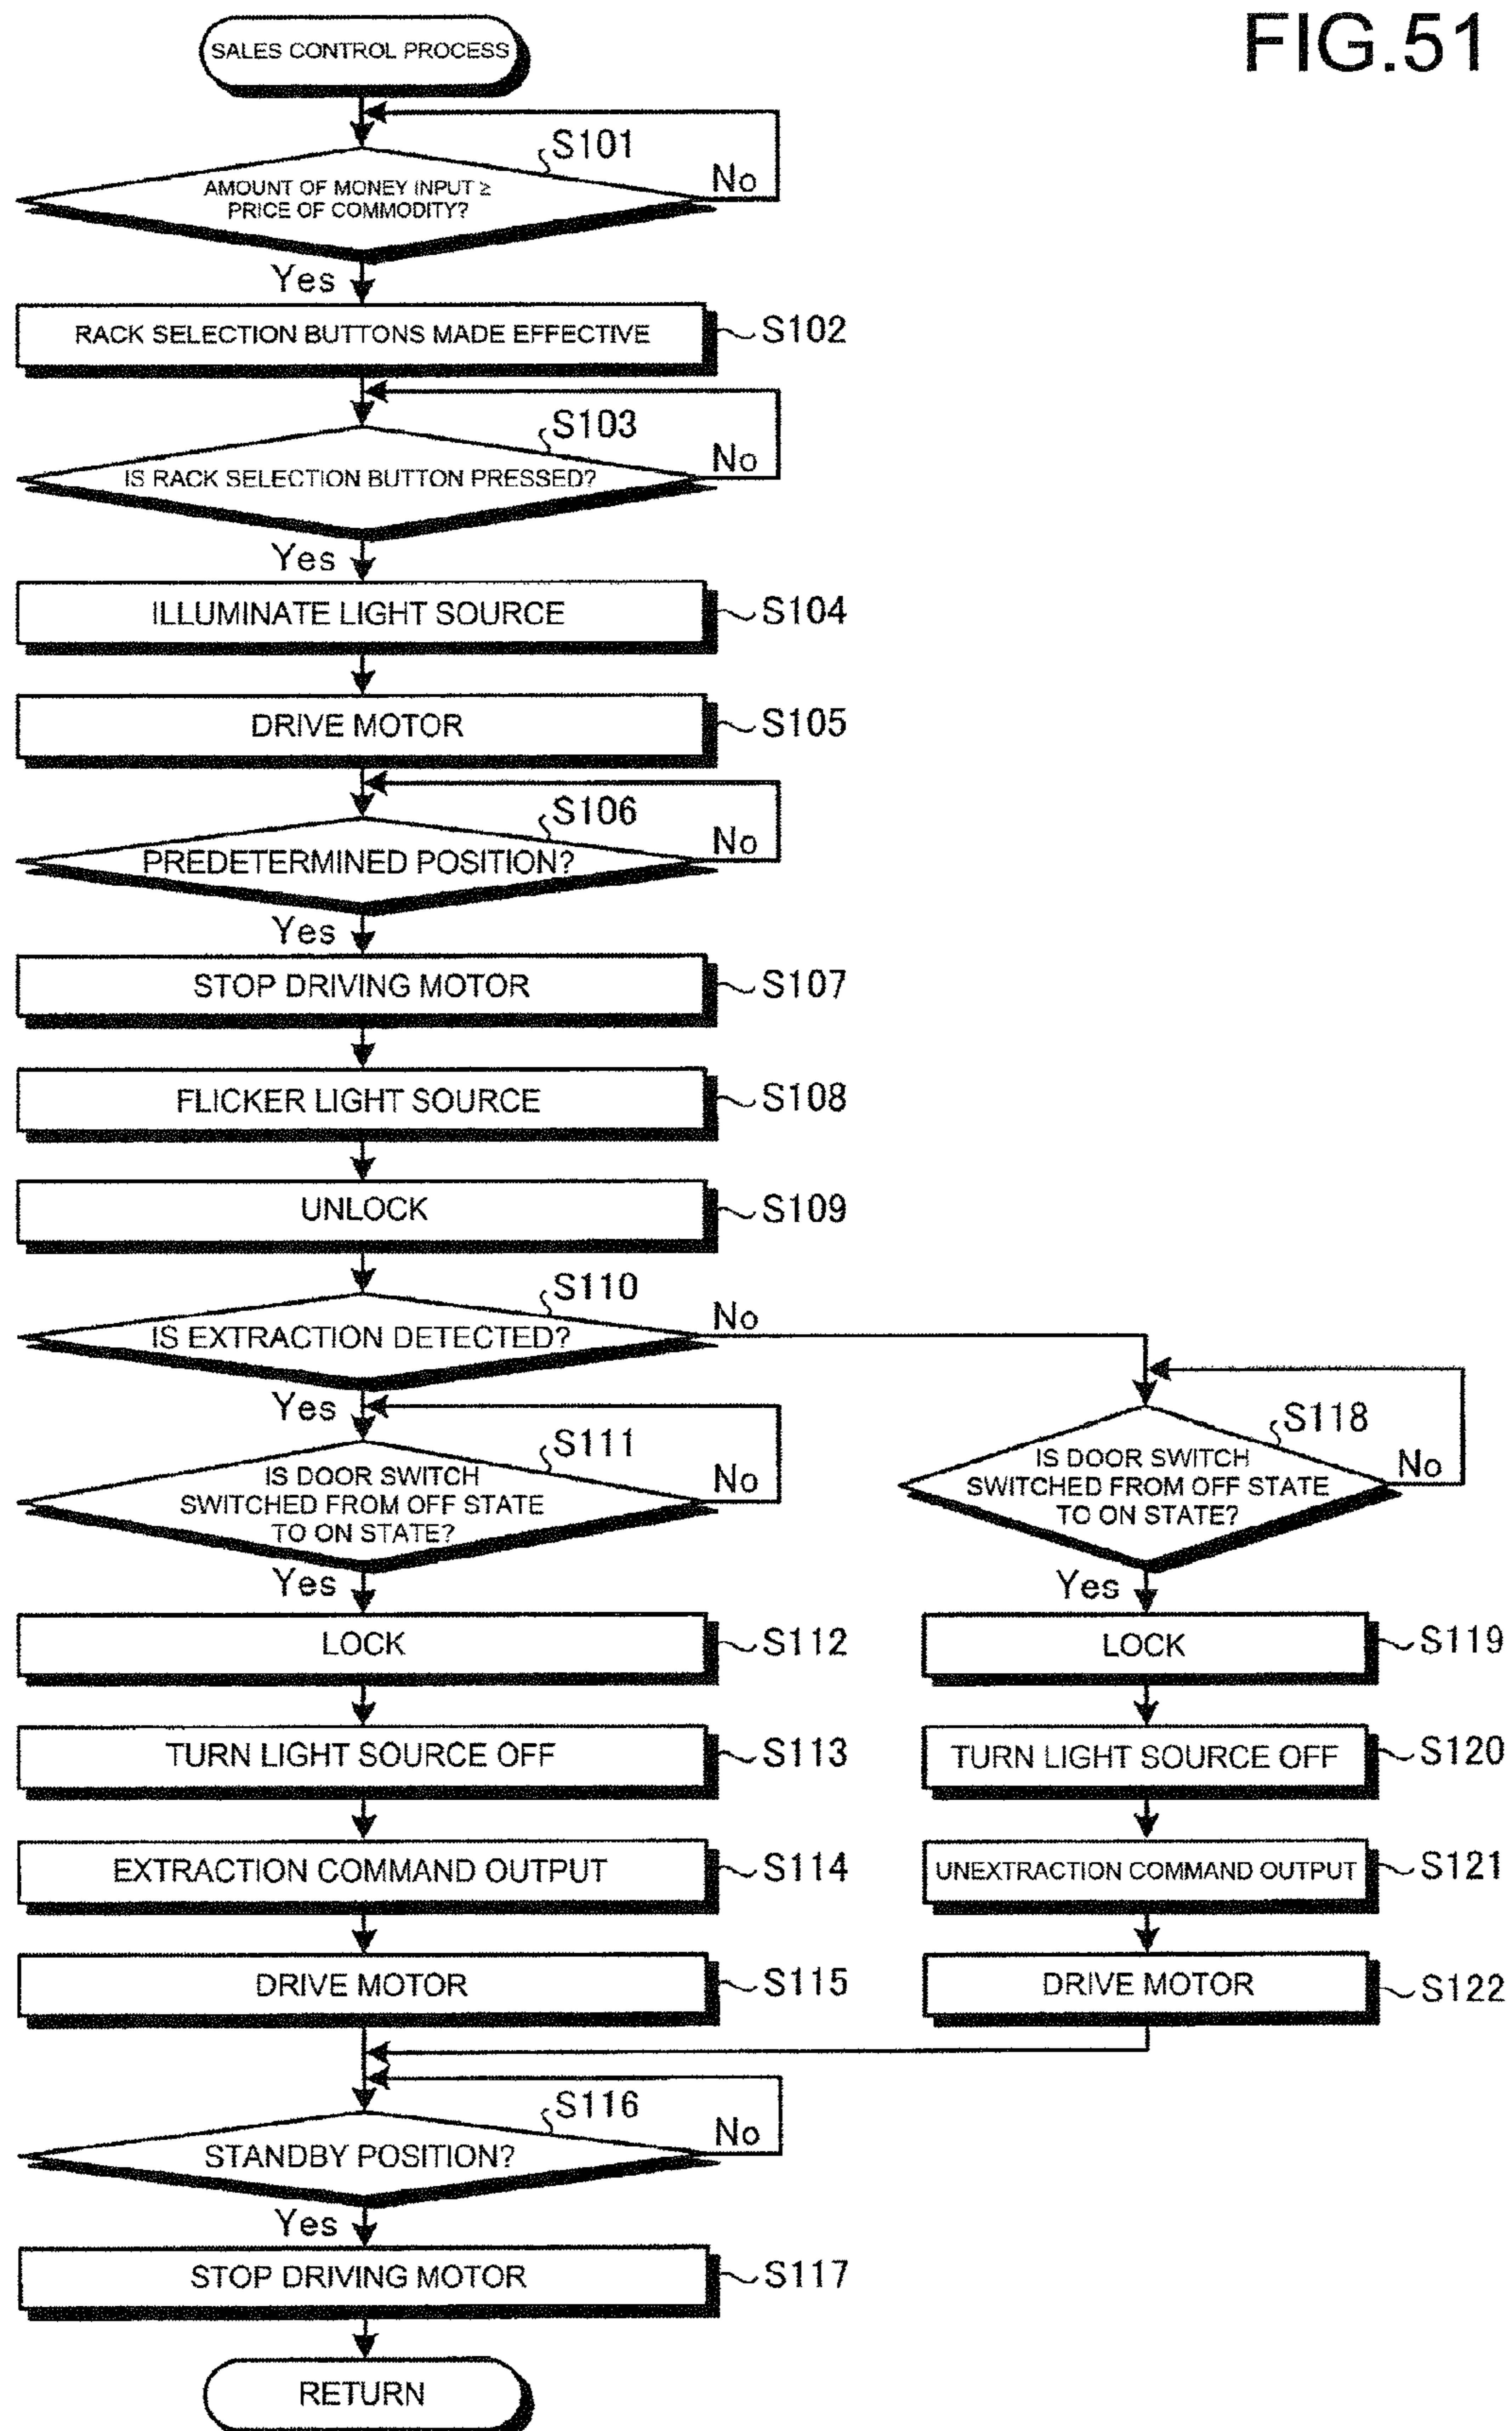 FIG.51
SALES CONTROL PROCESS
S101
AMOUNT OF MONEY INPUT ≥
PRICE OF COMMODITY?
No
Yes
RACK SELECTION BUTTONS MADE EFFECTIVE
S102
S103
IS RACK SELECTION BUTTON PRESSED?
No
Yes
ILLUMINATE LIGHT SOURCE
S104
DRIVE MOTOR
S105
S106
PREDETERMINED POSITION?
No
Yes
STOP DRIVING MOTOR
S107
FLICKER LIGHT SOURCE
S108
UNLOCK
S109
S110
IS EXTRACTION DETECTED?
No
Yes
S111
IS DOOR SWITCH
SWITCHED FROM OFF STATE
TO ON STATE?
No
Yes
LOCK
S112
TURN LIGHT SOURCE OFF
S113
EXTRACTION COMMAND OUTPUT
S114
DRIVE MOTOR
S115
S118
IS DOOR SWITCH
SWITCHED FROM OFF STATE
TO ON STATE?
No
Yes
LOCK
S119
TURN LIGHT SOURCE OFF
S120
UNEXTRACTION COMMAND OUTPUT
S121
DRIVE MOTOR
S122
S116
STANDBY POSITION?
No
Yes
STOP DRIVING MOTOR
S117
RETURN